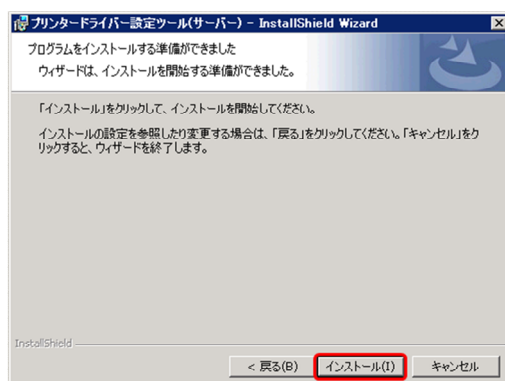 プリンタードライバー設定ツール(サーバー) - InstallShield Wizard
プログラムをインストールする準備ができました
ウィザードは、インストールを開始する準備ができました。
「インストール」をクリックして、インストールを開始してください。
インストールの設定を参照したり変更する場合は、「戻る」をクリックしてください。「キャンセル」をク
リックすると、ウィザードを終了します。
InstallShield
< 戻る(B)
インストール(I)
キャンセル